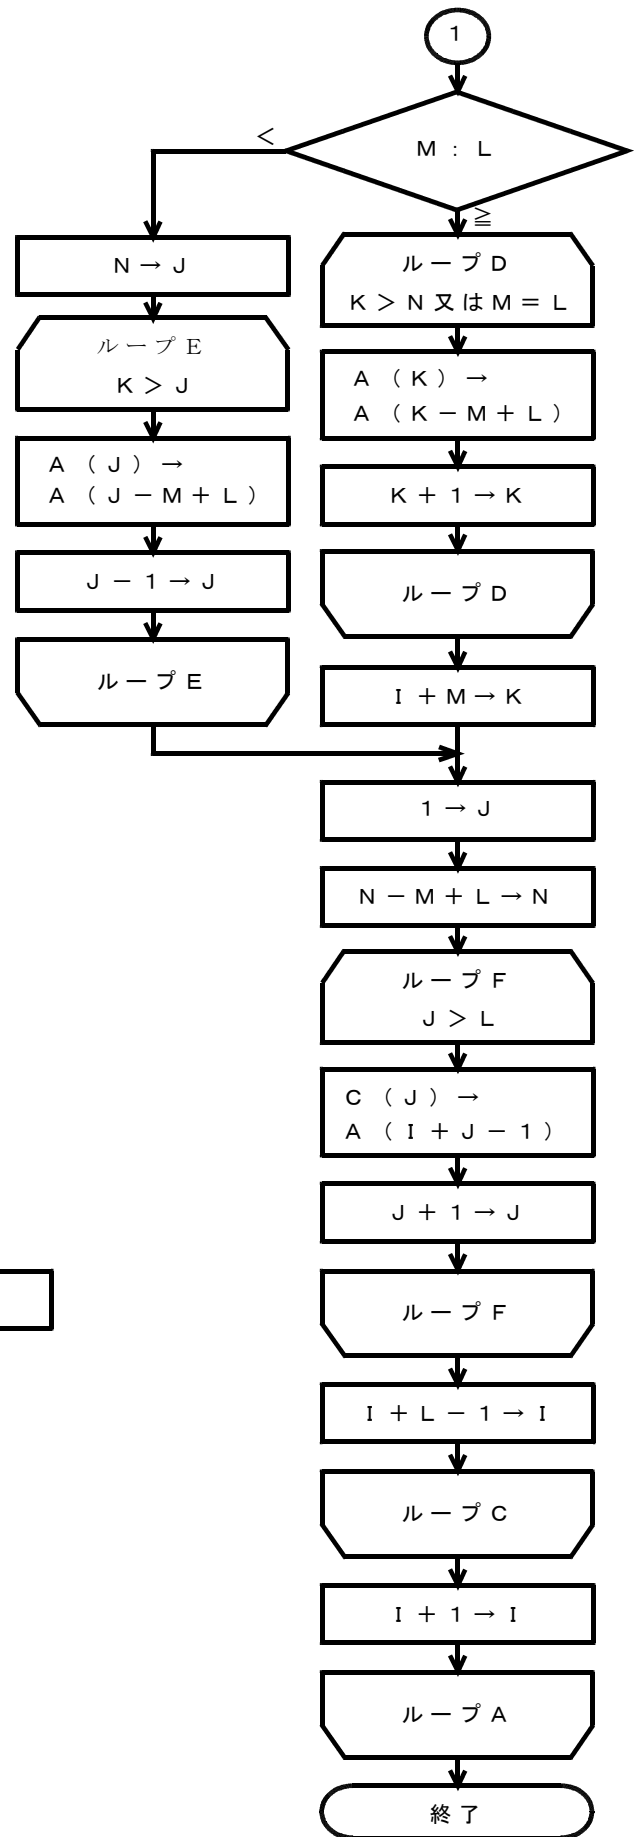 1
M : L
<
≧
N→J
ループE
K>J
A(J)→
A(J-M+L)
J-1→J
ループE
ループD
K>N又はM=L
A(K)→
A(K-M+L)
K+1→K
ループD
I+M→K
1→J
N-M+L→N
ループF
J>L
C(J)→
A(I+J-1)
J+1→J
ループF
I+L-1→I
ループC
I+1→I
ループA
終了